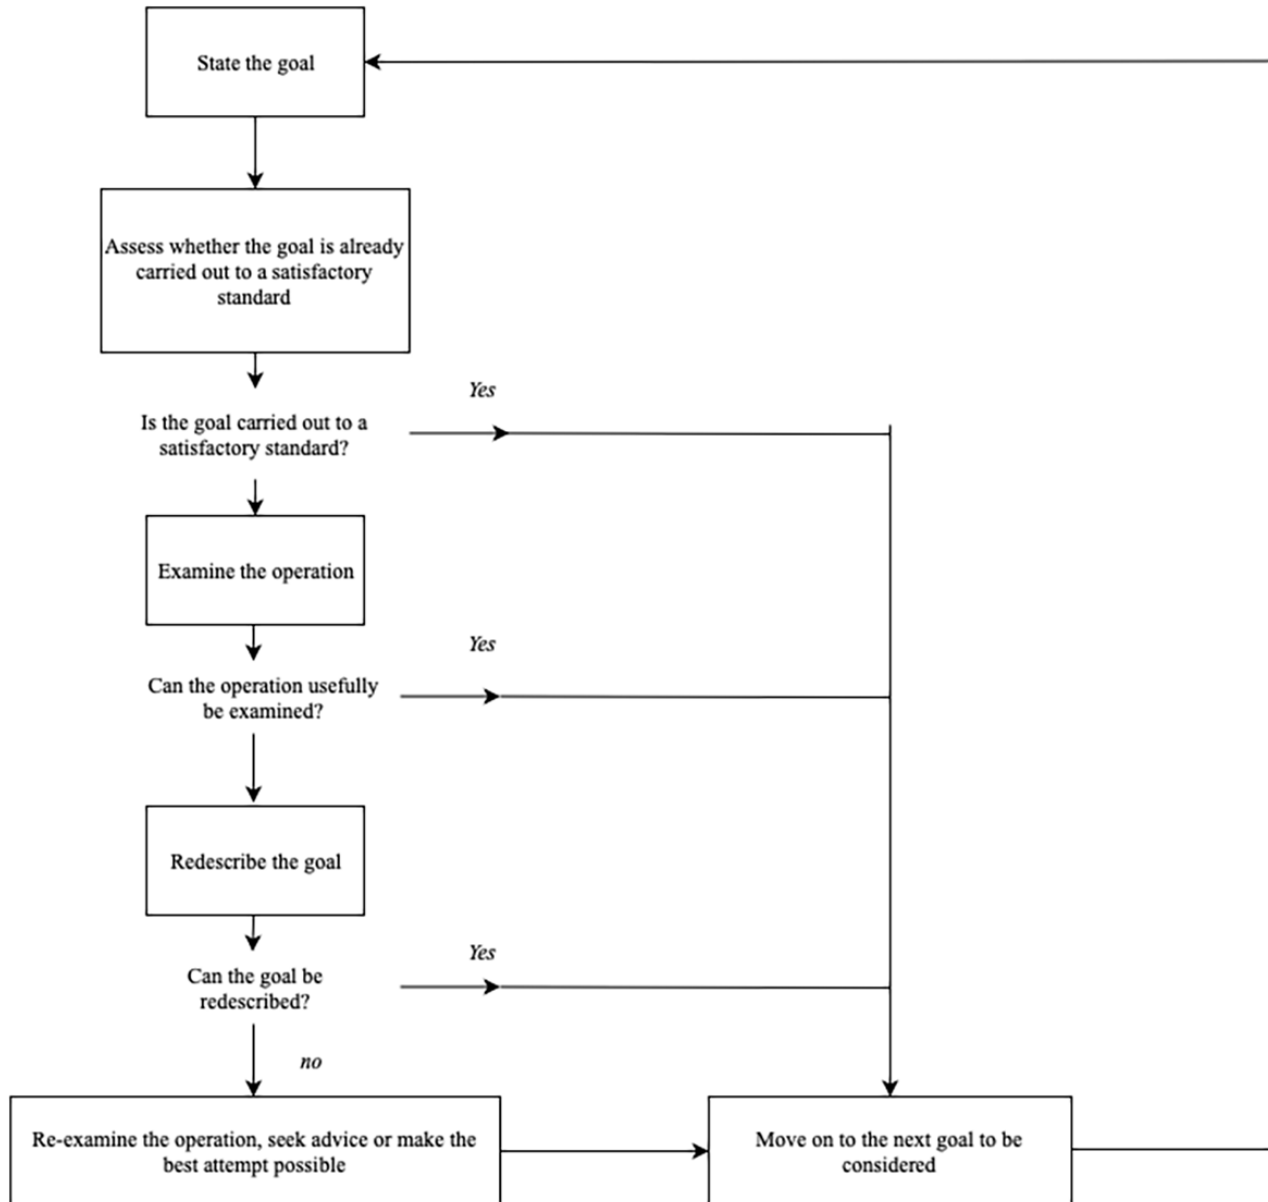 State the goal
Assess whether the goal is already
carried out to a satisfactory
standard
Yes
Is the goal carried out to a
satisfactory standard?
Examine the operation
Yes
Can the operation usefully
be examined?
Redescribe the goal
Yes
Can the goal be
redescribed?
no
Re-examine the operation, seek advice or make the
best attempt possible
Move on to the next goal to be
considered